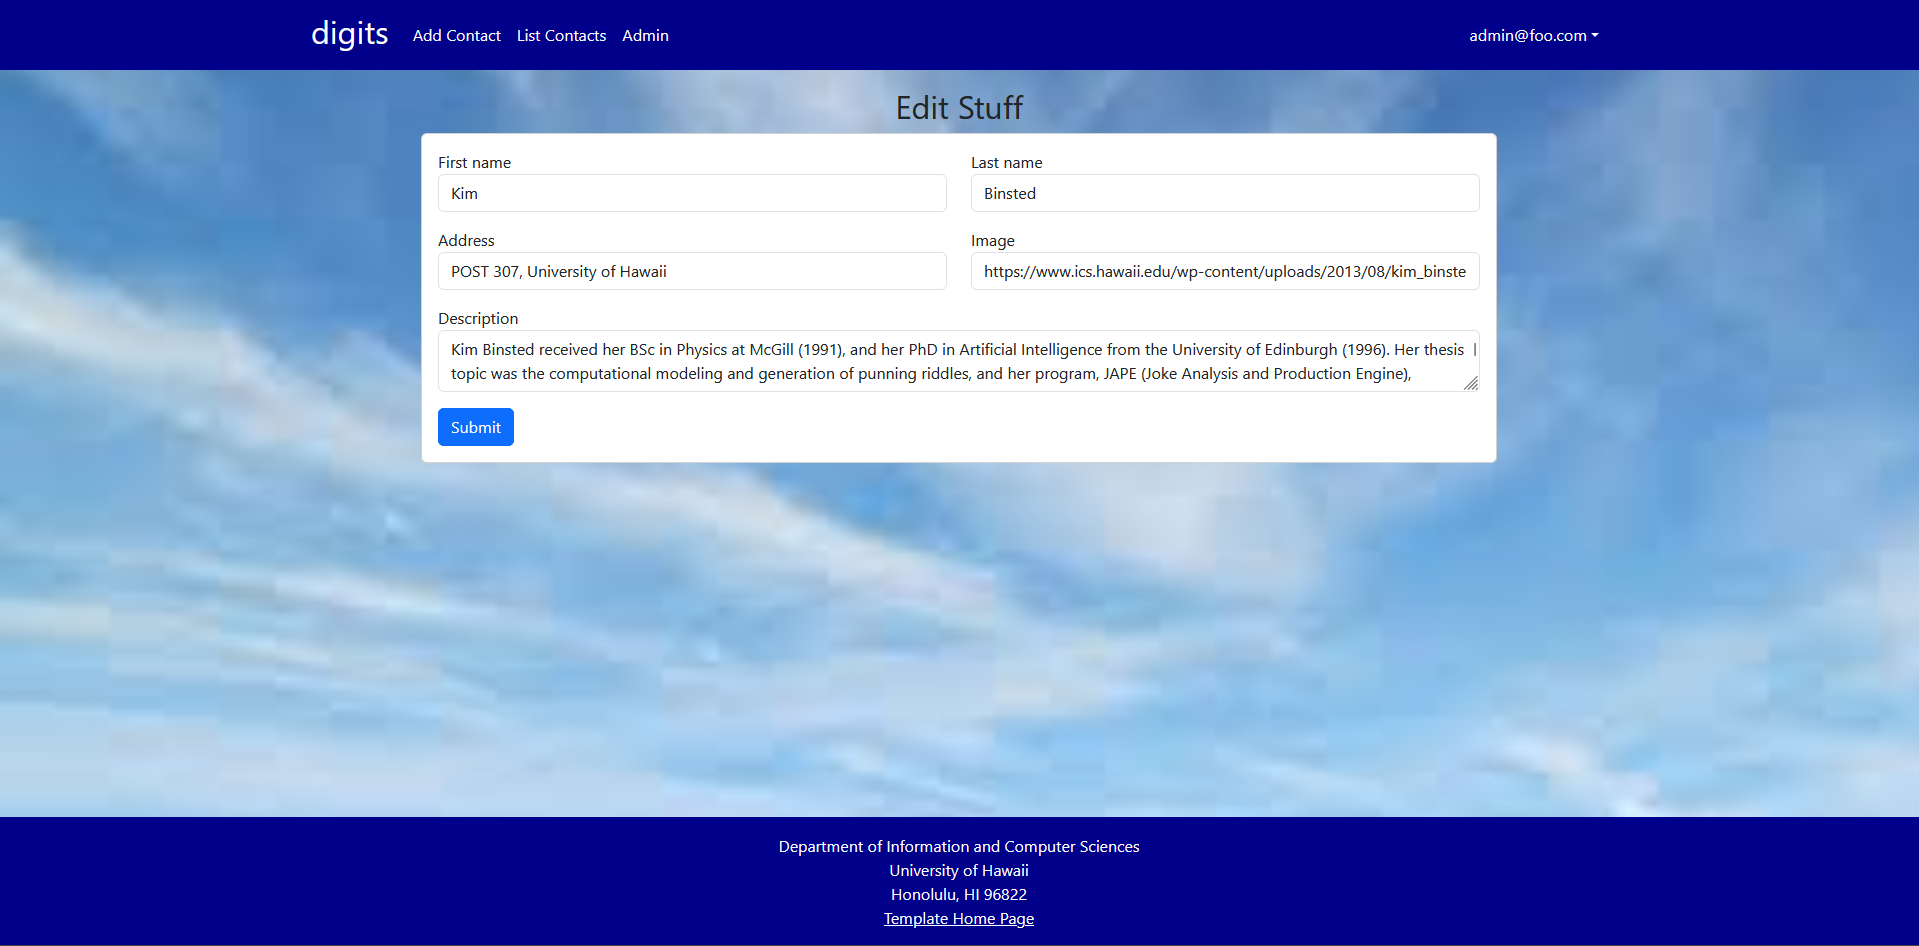 digits Add Contact List Contacts Admin admin@foo.com
Edit Stuff
First name Last name
Kim Binsted
Address Image
POST 307, University of Hawaii https://www.ics.hawaii.edu/wp-content/uploads/2013/08/kim_binste
Description
Kim Binsted received her BSc in Physics at McGill (1991), and her PhD in Artificial Intelligence from the University of Edinburgh (1996). Her thesis
topic was the computational modeling and generation of punning riddles, and her program, JAPE (Joke Analysis and Production Engine),
Submit
Department of Information and Computer Sciences
University of Hawaii
Honolulu, HI 96822
Template Home Page